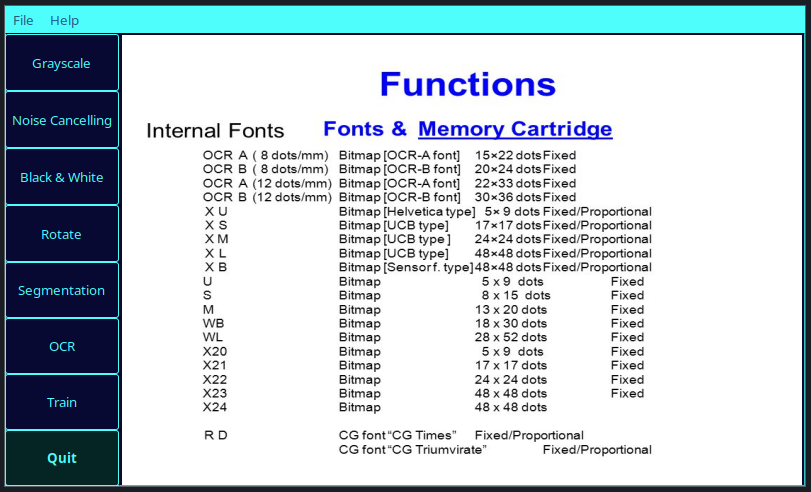 File Help
Grayscale
Noise Cancelling
Black & White
Rotate
Segmentation
OCR
Train
Quit
Functions
Internal Fonts Fonts & Memory Cartridge
OCR A ( 8 dots/mm) Bitmap [OCR-A font] 15×22 dots Fixed
OCR B ( 8 dots/mm) Bitmap [OCR-B font] 20×24 dots Fixed
OCR A (12 dots/mm) Bitmap [OCR-A font] 22×33 dots Fixed
OCR B (12 dots/mm) Bitmap [OCR-B font] 30×36 dots Fixed
X U Bitmap [Helvetica type] 5× 9 dots Fixed/Proportional
X S Bitmap [UCB type] 17×17 dots Fixed/Proportional
X M Bitmap [UCB type ] 24×24 dots Fixed/Proportional
X L Bitmap [UCB type] 48×48 dots Fixed/Proportional
X B Bitmap [Sensor f. type] 48×48 dots Fixed/Proportional
U Bitmap 5 x 9 dots Fixed
S Bitmap 8 x 15 dots Fixed
M Bitmap 13 x 20 dots Fixed
WB Bitmap 18 x 30 dots Fixed
WL Bitmap 28 x 52 dots Fixed
X20 Bitmap 5 x 9 dots Fixed
X21 Bitmap 17 x 17 dots Fixed
X22 Bitmap 24 x 24 dots Fixed
X23 Bitmap 48 x 48 dots Fixed
X24 Bitmap 48 x 48 dots
R D CG font “CG Times” Fixed/Proportional
CG font “CG Triumvirate” Fixed/Proportional